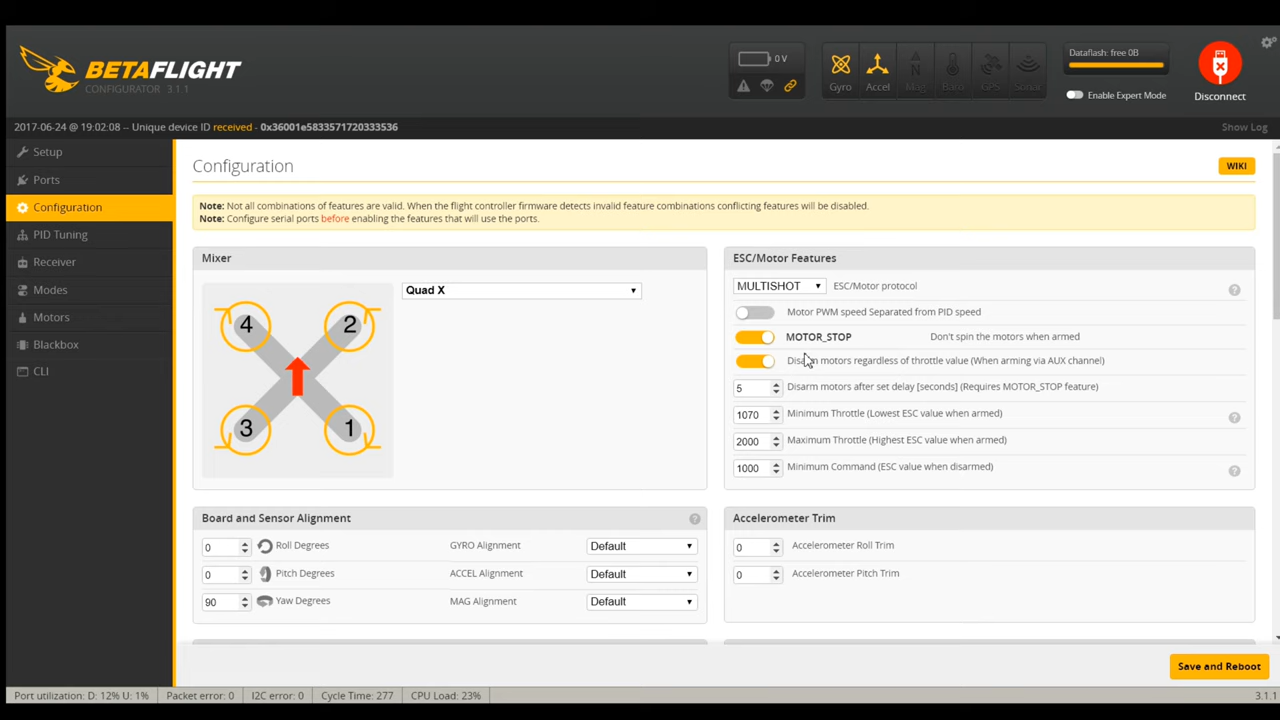 BETAFLIGHT
CONFIGURATOR 3.1.1
0 V
Gyro Accel Mag Baro GPS Sonar
Dataflash: free 0B
Enable Expert Mode
Disconnect
2017-06-24 @ 19:02:08 -- Unique device ID received - 0x36001e5833571720333536
Show Log
Setup
Ports
Configuration
PID Tuning
Receiver
Modes
Motors
Blackbox
CLI
Configuration
WIKI
Note: Not all combinations of features are valid. When the flight controller firmware detects invalid feature combinations conflicting features will be disabled.
Note: Configure serial ports before enabling the features that will use the ports.
Mixer
Quad X
4 2
3 1
ESC/Motor Features
MULTISHOT ESC/Motor protocol ?
Motor PWM speed Separated from PID speed
MOTOR_STOP Don't spin the motors when armed
Disarm motors regardless of throttle value (When arming via AUX channel)
5 Disarm motors after set delay [seconds] (Requires MOTOR_STOP feature)
1070 Minimum Throttle (Lowest ESC value when armed) ?
2000 Maximum Throttle (Highest ESC value when armed)
1000 Minimum Command (ESC value when disarmed) ?
Board and Sensor Alignment ?
0 Roll Degrees GYRO Alignment Default
0 Pitch Degrees ACCEL Alignment Default
90 Yaw Degrees MAG Alignment Default
Accelerometer Trim
0 Accelerometer Roll Trim
0 Accelerometer Pitch Trim
Save and Reboot
Port utilization: D: 12% U: 1% Packet error: 0 I2C error: 0 Cycle Time: 277 CPU Load: 23% 3.1.1